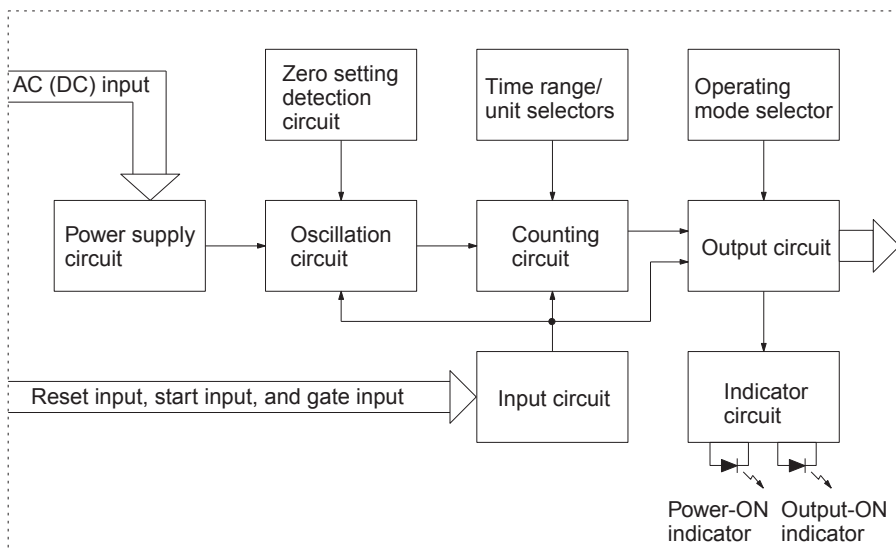 AC (DC) input
Zero setting
detection
circuit
Time range/
unit selectors
Operating
mode selector
Power supply
circuit
Oscillation
circuit
Counting
circuit
Output circuit
Reset input, start input, and gate input
Input circuit
Indicator
circuit
Power-ON
indicator
Output-ON
indicator